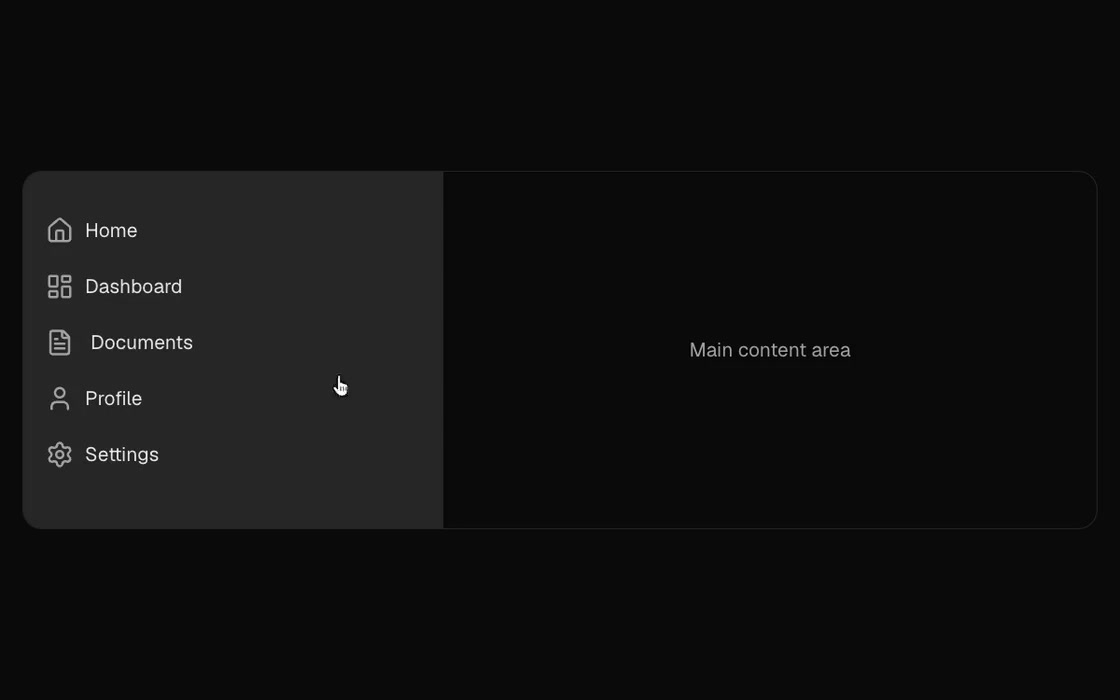 Home
Dashboard
Documents
Profile
Settings
Main content area